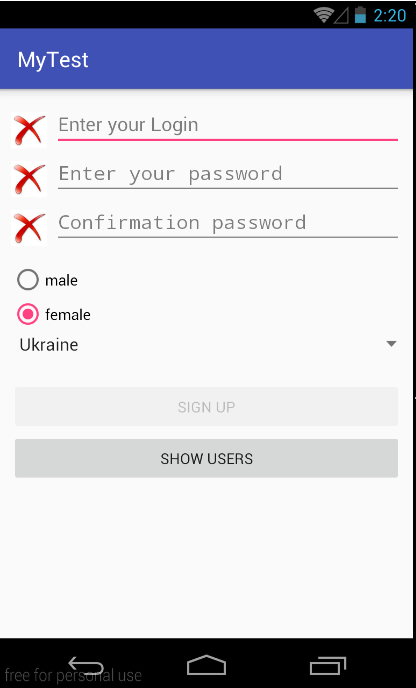 2:20
MyTest
Enter your Login
Enter your password
Confirmation password
male
female
Ukraine
SIGN UP
SHOW USERS
free for personal use